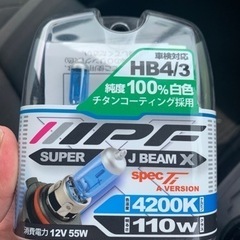 車検対応
HB4/3
純度100%白色
チタンコーティング採用
IPF
SUPER J BEAM X
spec
A VERSION
4200K
110W
消費電力 12V 55W